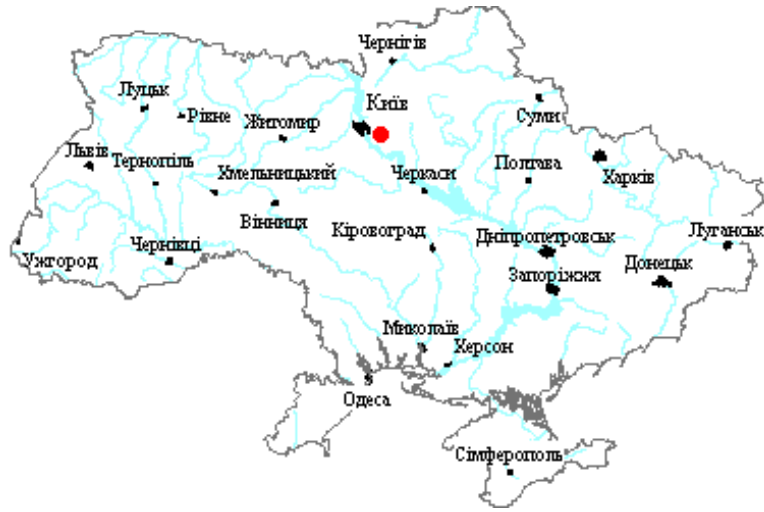 Чернігів
Луцьк
Рівне
Київ
Житомир
Суми
Львів
Тернопіль
Хмельницький
Черкаси
Полтава
Харків
Вінниця
Кіровоград
Дніпропетровськ
Луганськ
Ужгород
Чернівці
Запоріжжя
Донецьк
Миколаїв
Херсон
Одеса
Сімферополь